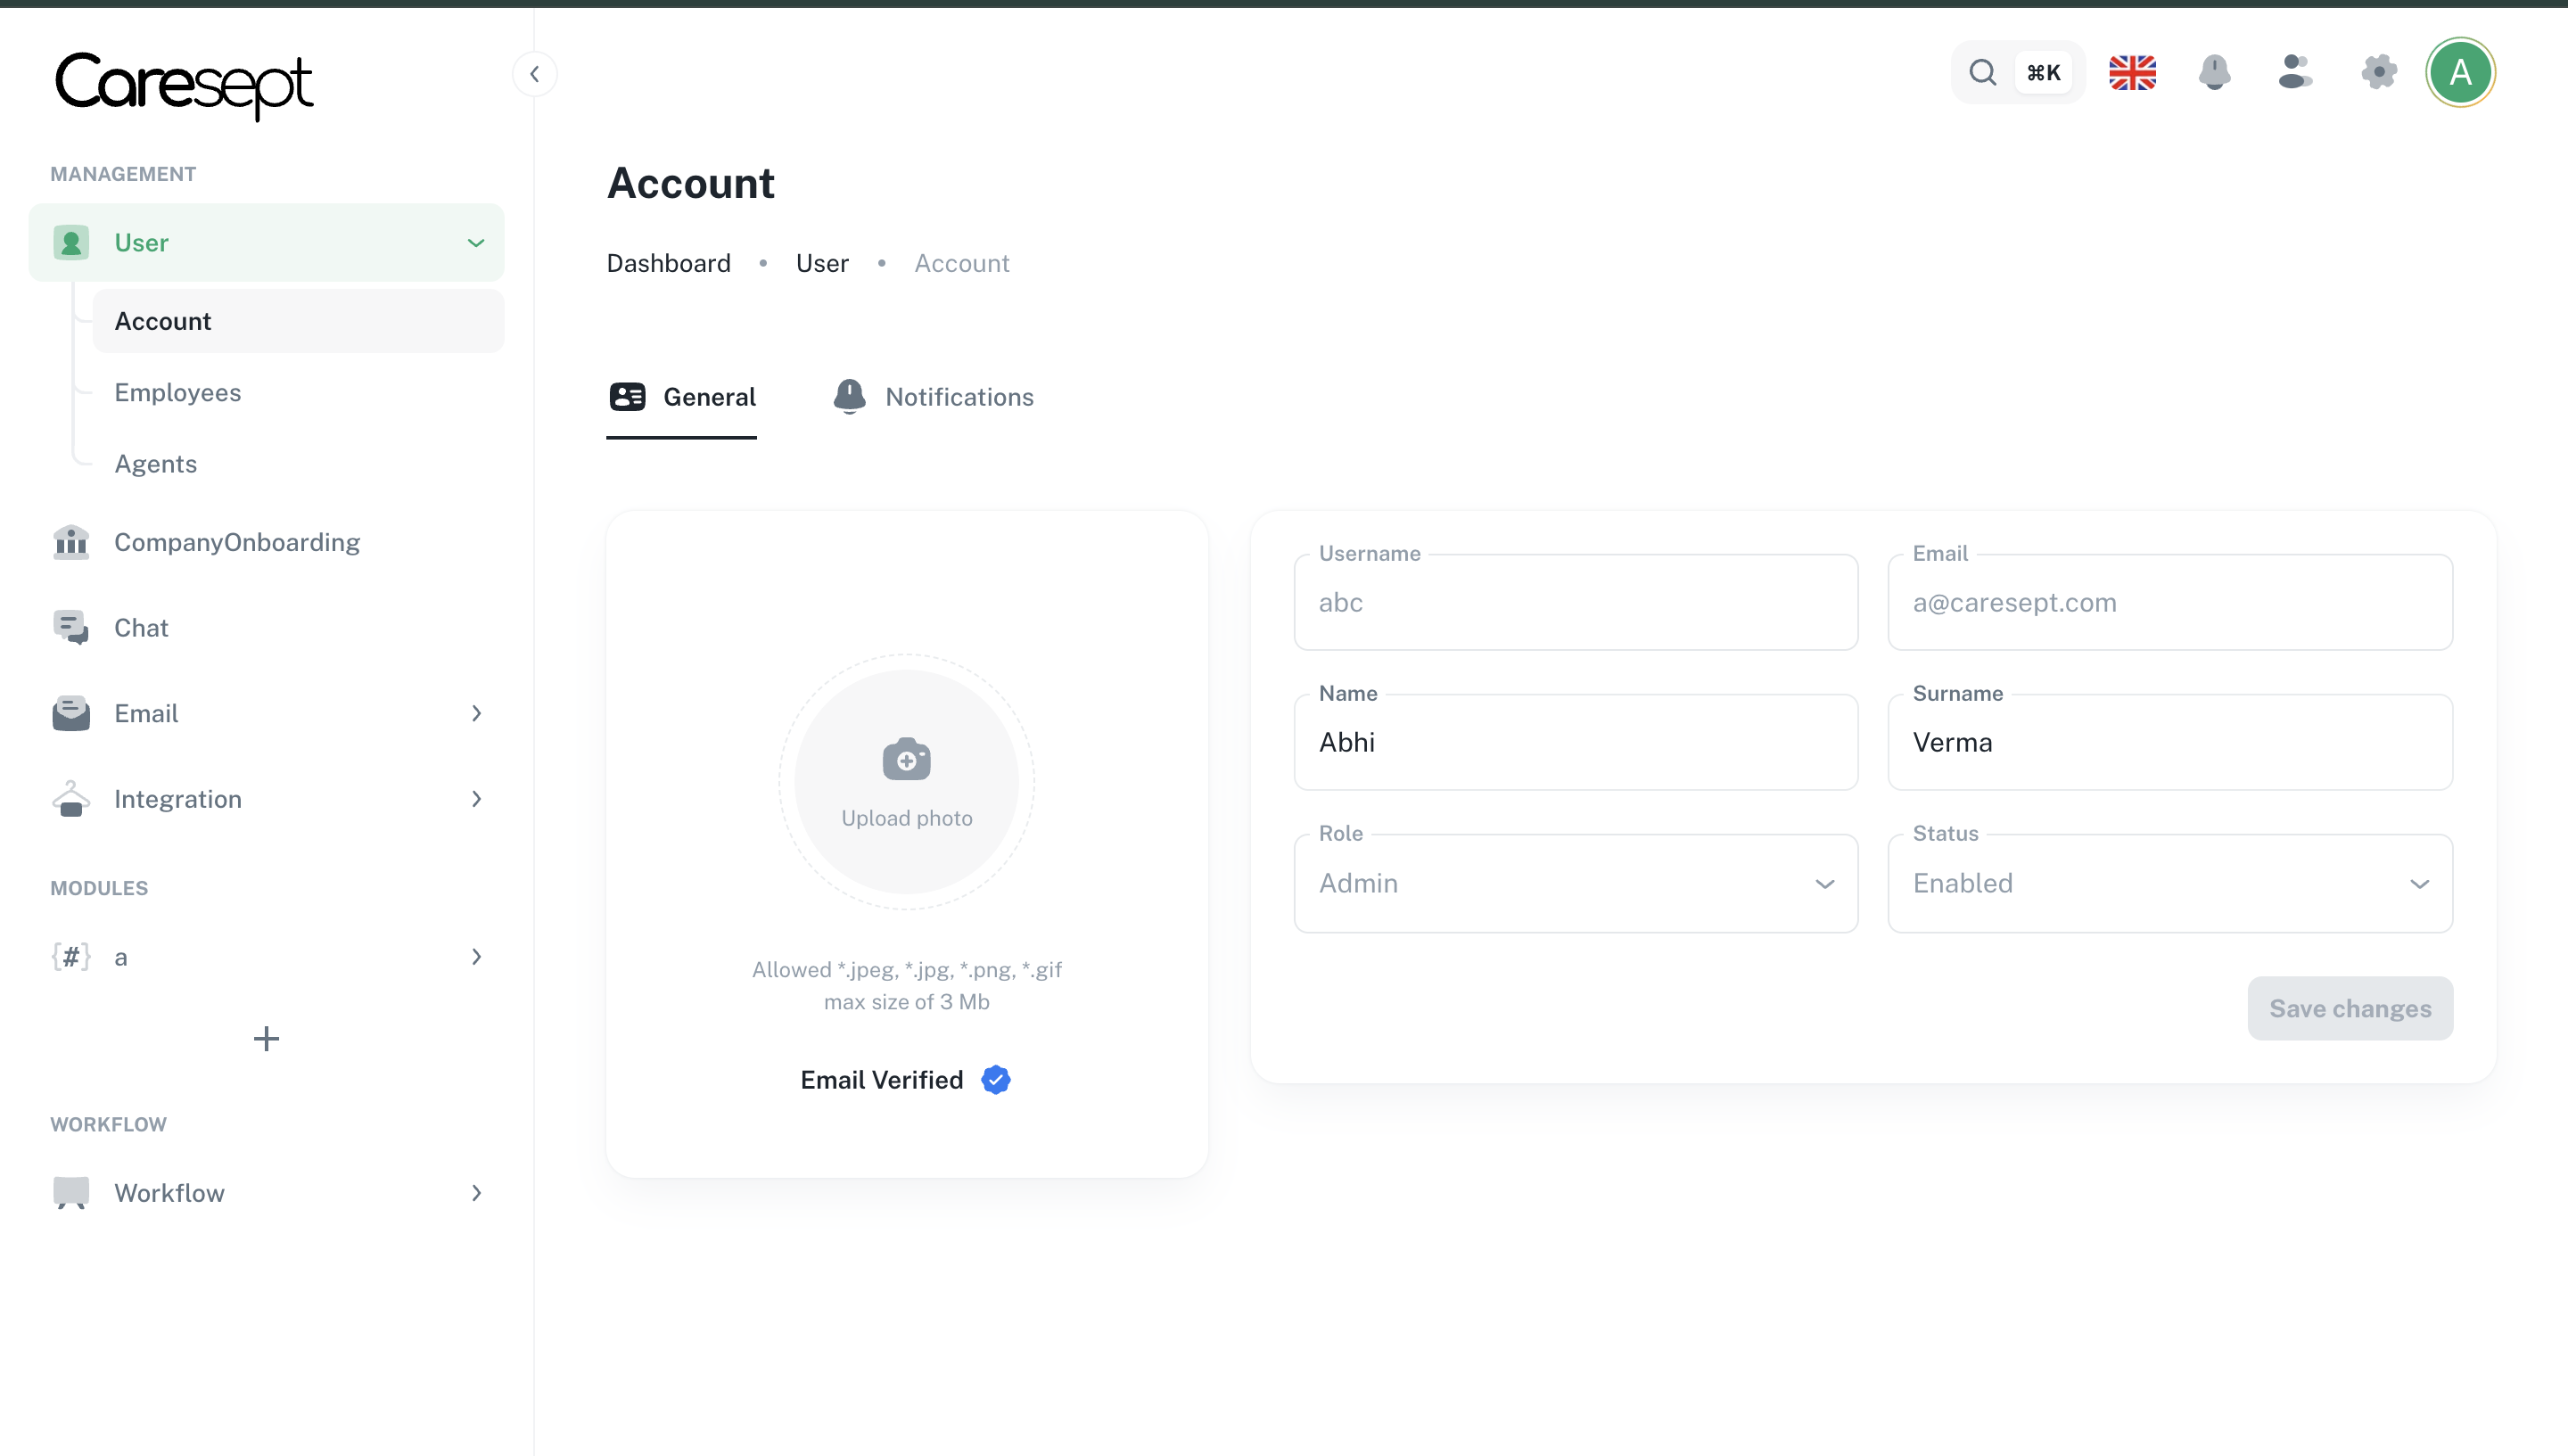 Caresept
⌘K
A
MANAGEMENT
User
Account
Employees
Agents
CompanyOnboarding
Chat
Email
Integration
MODULES
{#} a
+
WORKFLOW
Workflow
Account
Dashboard • User • Account
General
Notifications
Upload photo
Allowed *.jpeg, *.jpg, *.png, *.gif
max size of 3 Mb
Email Verified
Username
abc
Email
a@caresept.com
Name
Abhi
Surname
Verma
Role
Admin
Status
Enabled
Save changes